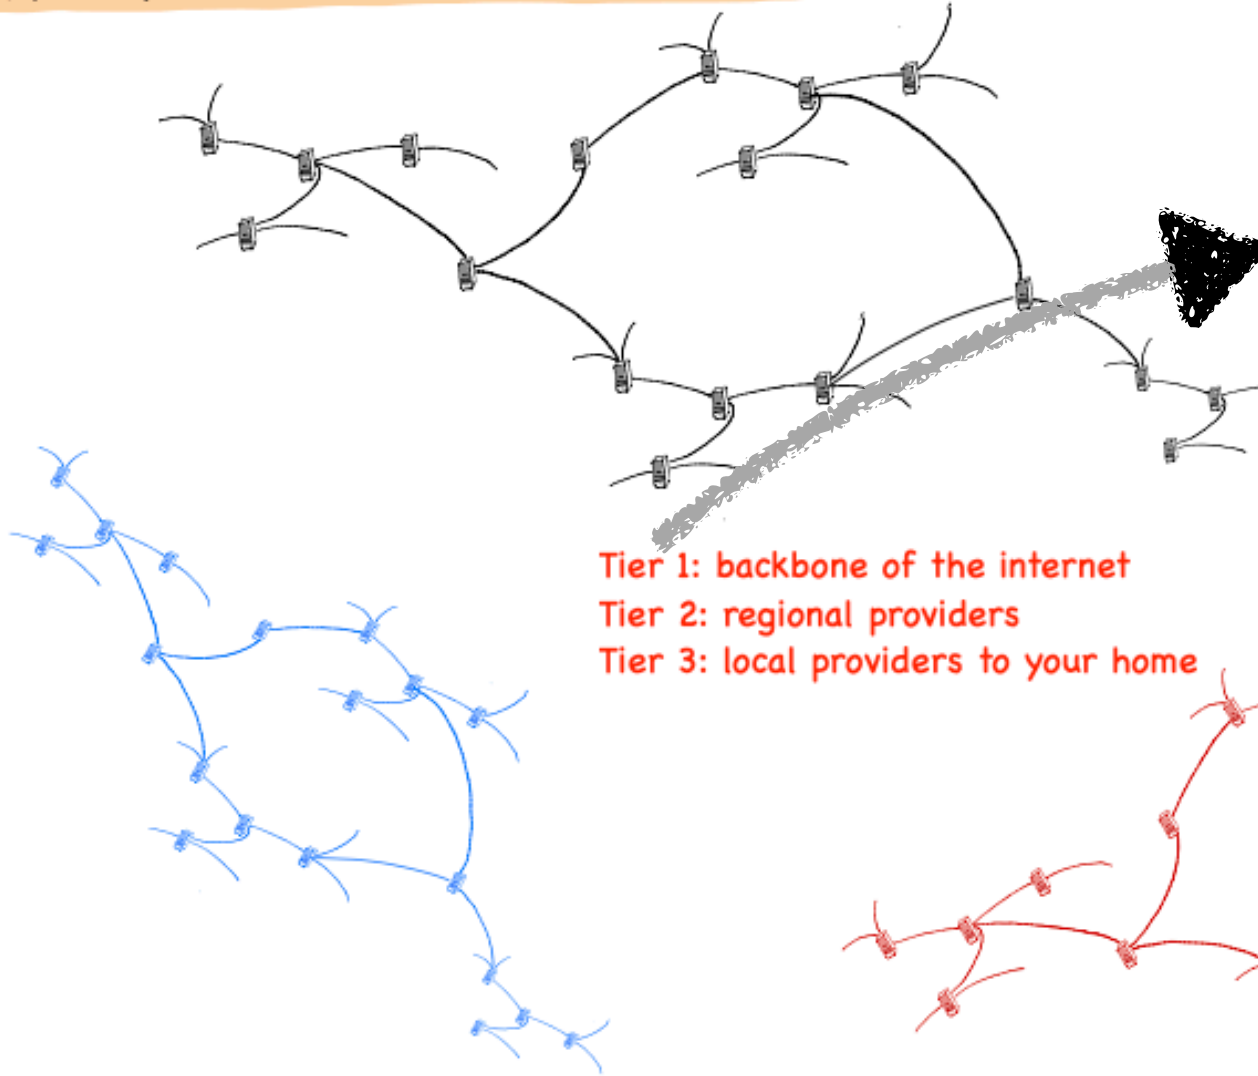 Tier 1: backbone of the internet
Tier 2: regional providers
Tier 3: local providers to your home